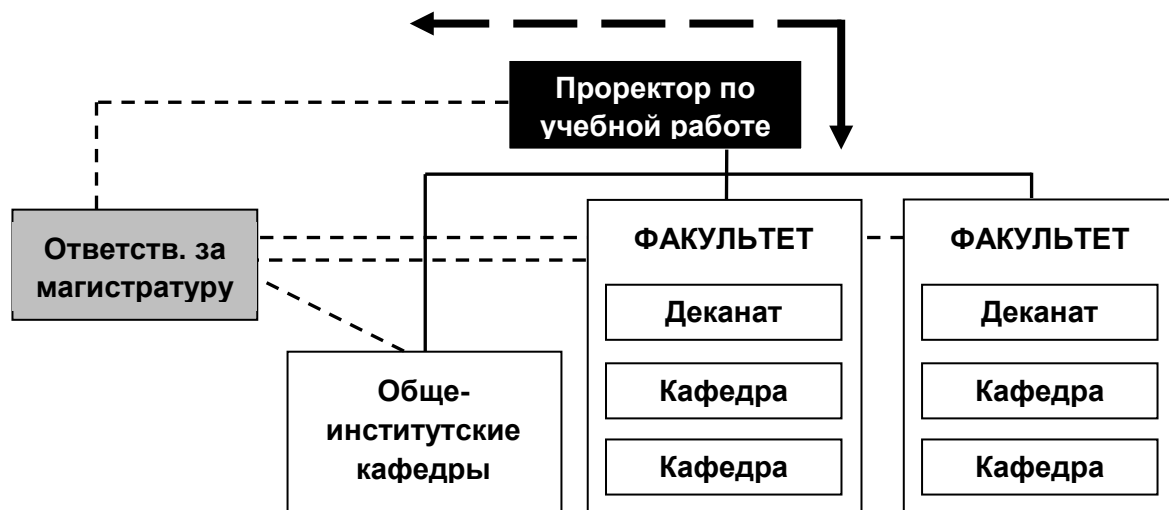 Проректор по
учебной работе
Ответств. за
магистратуру
ФАКУЛЬТЕТ
Деканат
Кафедра
Кафедра
ФАКУЛЬТЕТ
Деканат
Кафедра
Кафедра
Обще-
институтские
кафедры